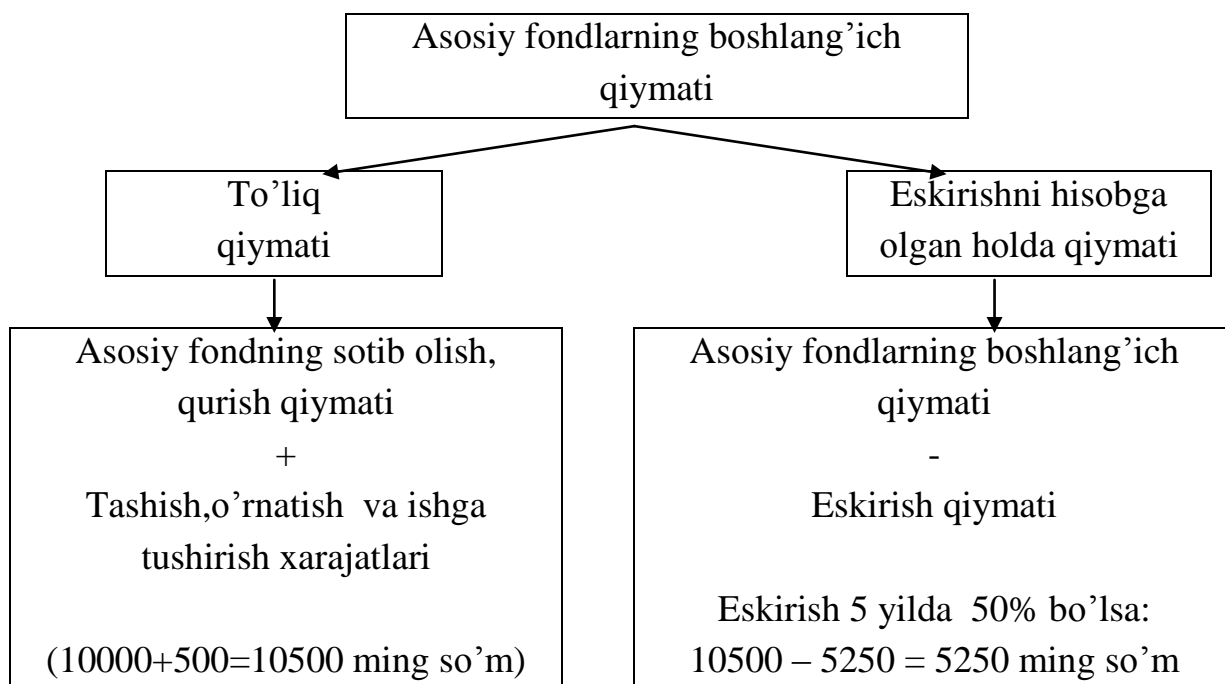 Asosiy fondlarning boshlang’ich
qiymati
To’liq
qiymati
Eskirishni hisobga
olgan holda qiymati
Asosiy fondning sotib olish,
qurish qiymati
+
Tashish,o’rnatish va ishga
tushirish xarajatlari
(10000+500=10500 ming so’m)
Asosiy fondlarning boshlang’ich
qiymati
-
Eskirish qiymati
Eskirish 5 yilda 50% bo’lsa:
10500 – 5250 = 5250 ming so’m